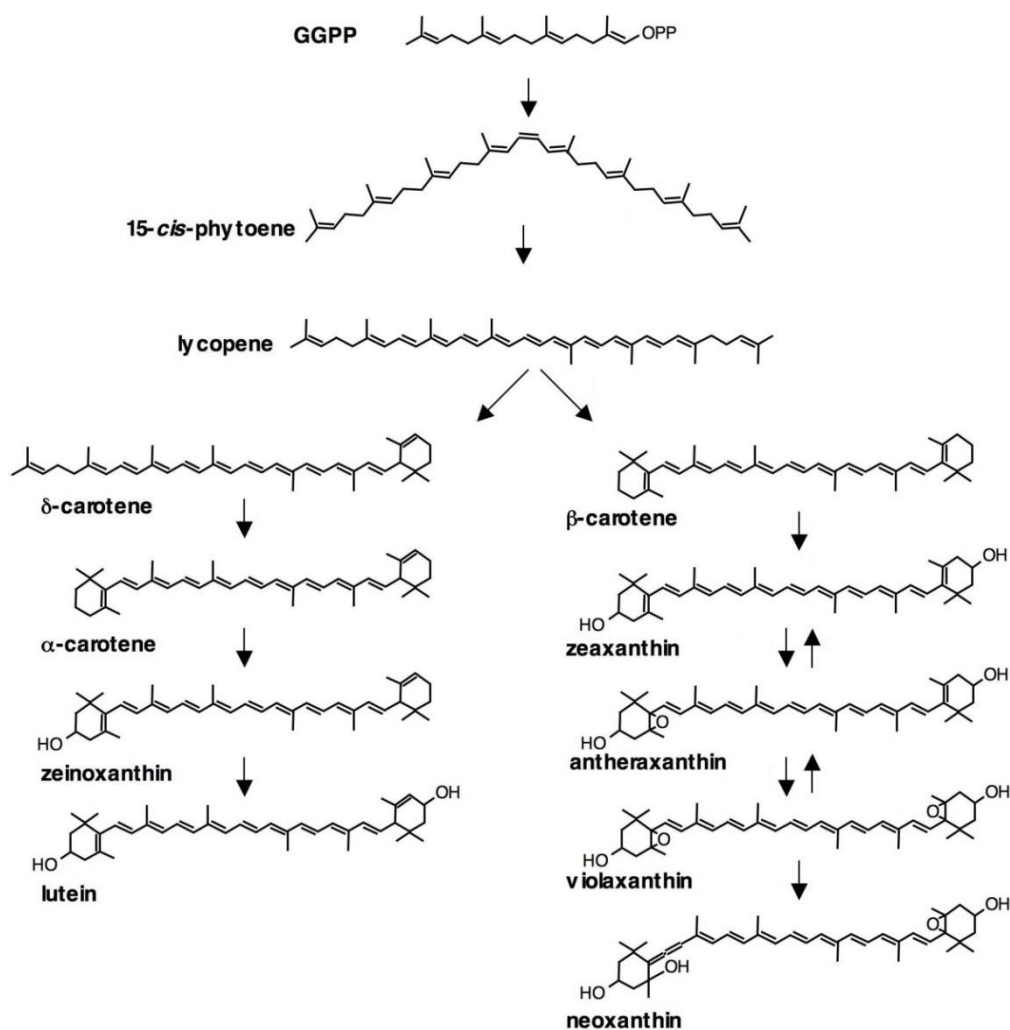 GGPP
OPP
15-cis-phytoene
lycopene
δ-carotene
β-carotene
OH
HO
α-carotene
zeaxanthin
OH
O
HO
HO
zeinoxanthin
antheraxanthin
OH
OH
O
O
HO
HO
lutein
violaxanthin
OH
O
OH
HO
neoxanthin